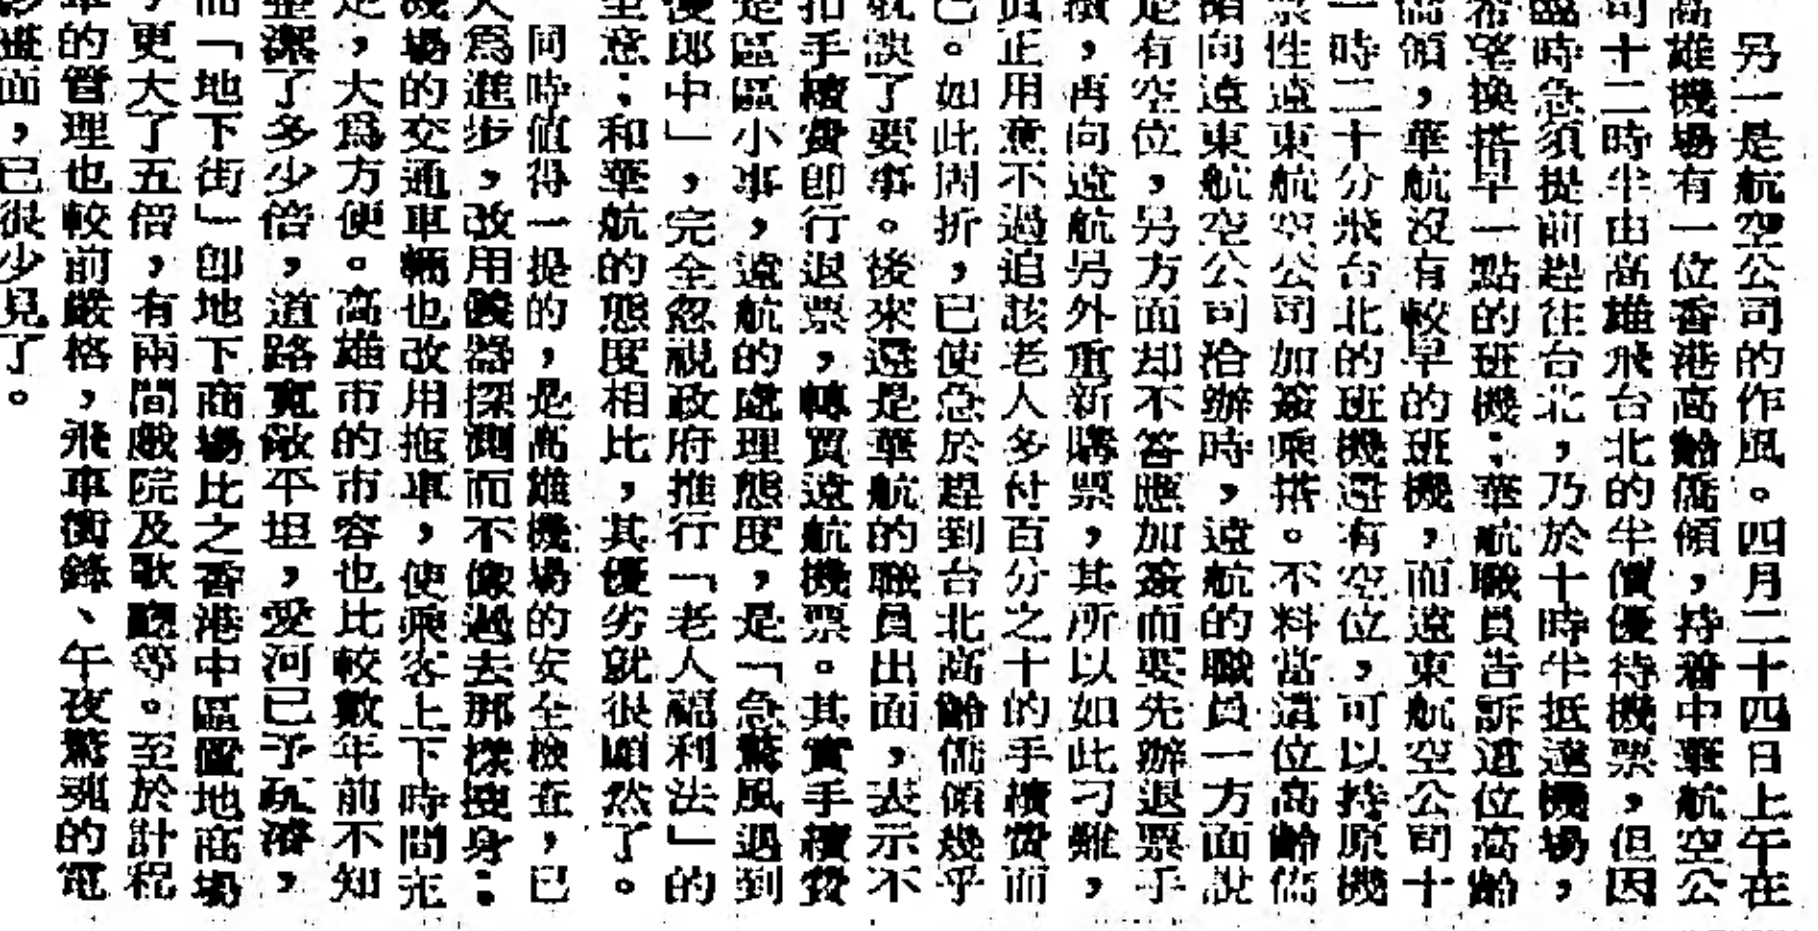 另一是航空公司的作風。四月二十四日上午在
高雄機場有一位香港高齡僑領，持着中華航空公
司十二時半由高雄飛台北的半價優待機票，但因
臨時急須提前趕往台北，乃於十時半抵達機場，
希望換搭早一點的班機；華航職員告訴這位高齡
僑領，華航沒有較早的班機，而遠東航空公司十
一時二十分飛台北的班機還有空位，可以持原機
票性遠東航空公司加簽乘搭。不料當這位高齡僑
領向遠東航空公司洽辦時，遠航的職員一方面說
是有空位，另方面却不答應加簽而要先辦退票手
續，再向遠航另外重新購票，其所以如此刁難，
真正用意不過追該老人多付百分之十的手續費而
已。如此周折，已使急於趕到台北高齡僑領幾乎
就誤了要事。後來還是華航的職員出面，表示不
扣手續費卽行退票，轉買遠航機票。其實手續費
是區區小事，遠航的處理態度，是「急驚風遇到
慢郎中」，完全忽視政府推行「老人福利法」的
至意；和華航的態度相比，其優劣就很顯然了。
同時值得一提的，是高雄機場的安全檢查，已
大爲進步，改用儀器探測而不像過去那樣搜身；
機場的交通車輛也改用拖車，使乘客上下時間充
足，大爲方便。高雄市的市容也比較數年前不知
整潔了多少倍，道路寬敞平坦，愛河已予疏濬，
而「地下街」卽地下商場比之香港中區置地商場
，更大了五倍，有兩間戲院及歌廳等。至於計程
車的管理也較前嚴格，飛車衝鋒、午夜驚魂的電
影鏡面，已很少見了。